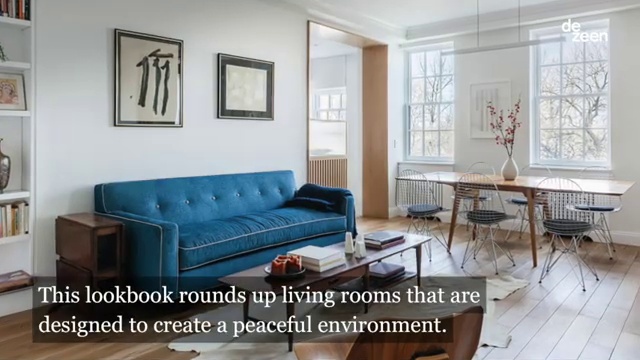 de
zeen
This lookbook rounds up living rooms that are
designed to create a peaceful environment.